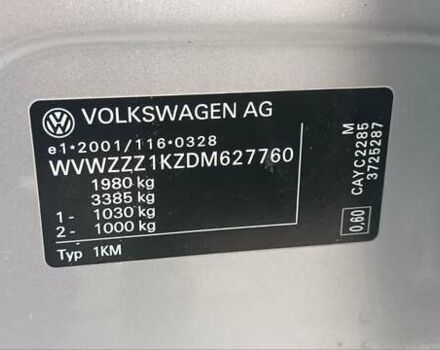 VOLKSWAGEN AG
e1*2001/116*0328
WVWZZZ1KZDM627760
1980 kg
3385 kg
1- 1030 kg
2- 1000 kg
Typ 1KM
M
CAYC2285
3725287
0,60